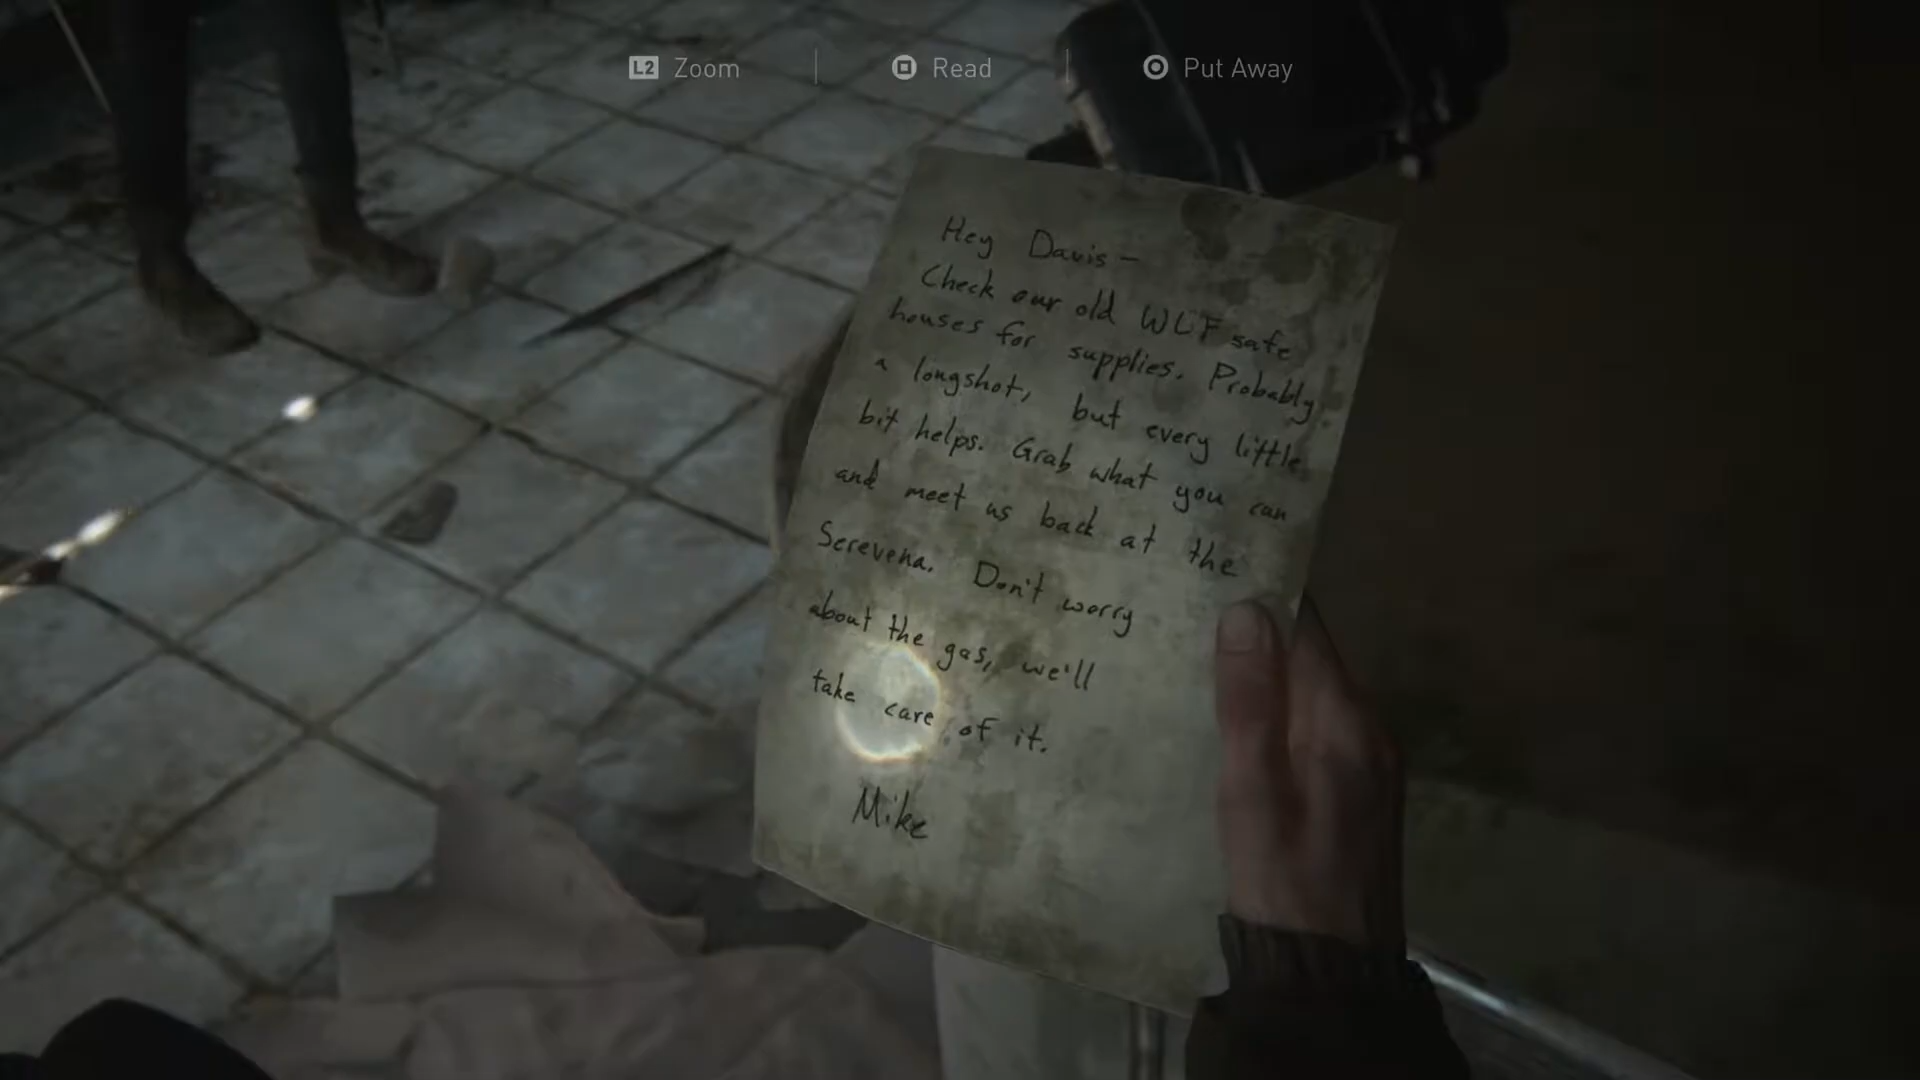 L2 Zoom Read Put Away
Hey Davis-
Check our old WLF safe
houses for supplies. Probably
a longshot, but every little
bit helps. Grab what you can
and meet us back at the
Serevena. Don't worry
about the gas, we'll
take care of it.
Mike